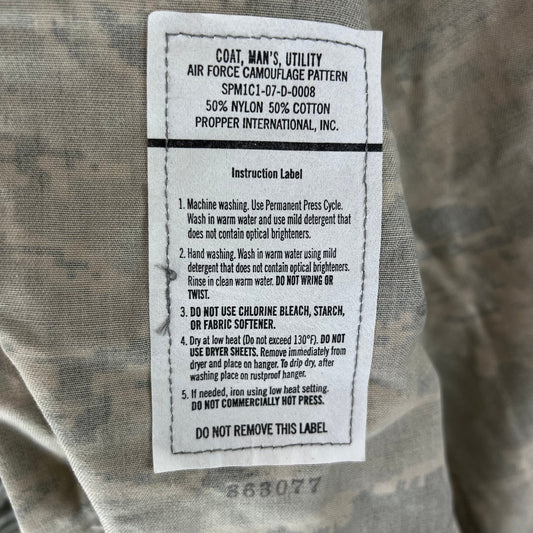 COAT, MAN'S, UTILITY
AIR FORCE CAMOUFLAGE PATTERN
SPM1C1-07-D-0008
50% NYLON 50% COTTON
PROPPER INTERNATIONAL, INC.
Instruction Label
1. Machine washing. Use Permanent Press Cycle.
Wash in warm water and use mild detergent that
does not contain optical brighteners.
2. Hand washing. Wash in warm water using mild
detergent that does not contain optical brighteners.
Rinse in clean warm water. DO NOT WRING OR
TWIST.
3. DO NOT USE CHLORINE BLEACH, STARCH,
OR FABRIC SOFTENER.
4. Dry at low heat (Do not exceed 130°F). DO NOT
USE DRYER SHEETS. Remove immediately from
dryer and place on hanger. To drip dry, after
washing place on rustproof hanger.
5. If needed, iron using low heat setting.
DO NOT COMMERCIALLY HOT PRESS.
DO NOT REMOVE THIS LABEL
363077